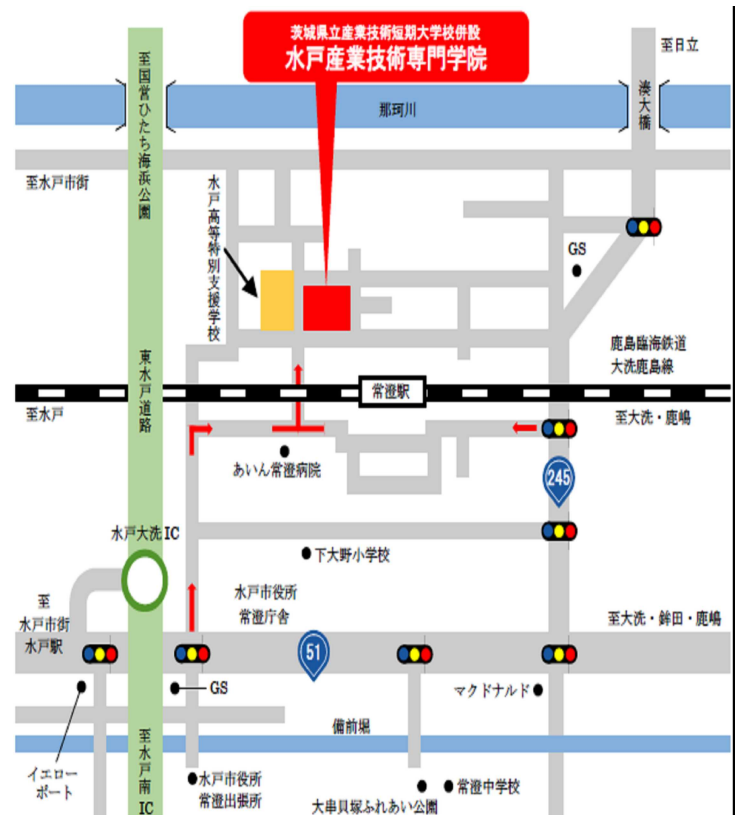 茨城県立産業技術短期大学校併設
水戸産業技術専門学院
至日立
至国営ひたち海浜公園
那珂川
湊大橋
至水戸市街
水戸高等特別支援学校
GS
東水戸道路
鹿島臨海鉄道
大洗鹿島線
常澄駅
至水戸
至大洗・鹿嶋
あいん常澄病院
245
水戸大洗IC
下大野小学校
水戸市役所
常澄庁舎
至
水戸市街
水戸駅
至大洗・鉾田・鹿嶋
51
GS
マクドナルド
備前堀
至水戸南IC
イエロー
ポート
水戸市役所
常澄出張所
常澄中学校
大串貝塚ふれあい公園